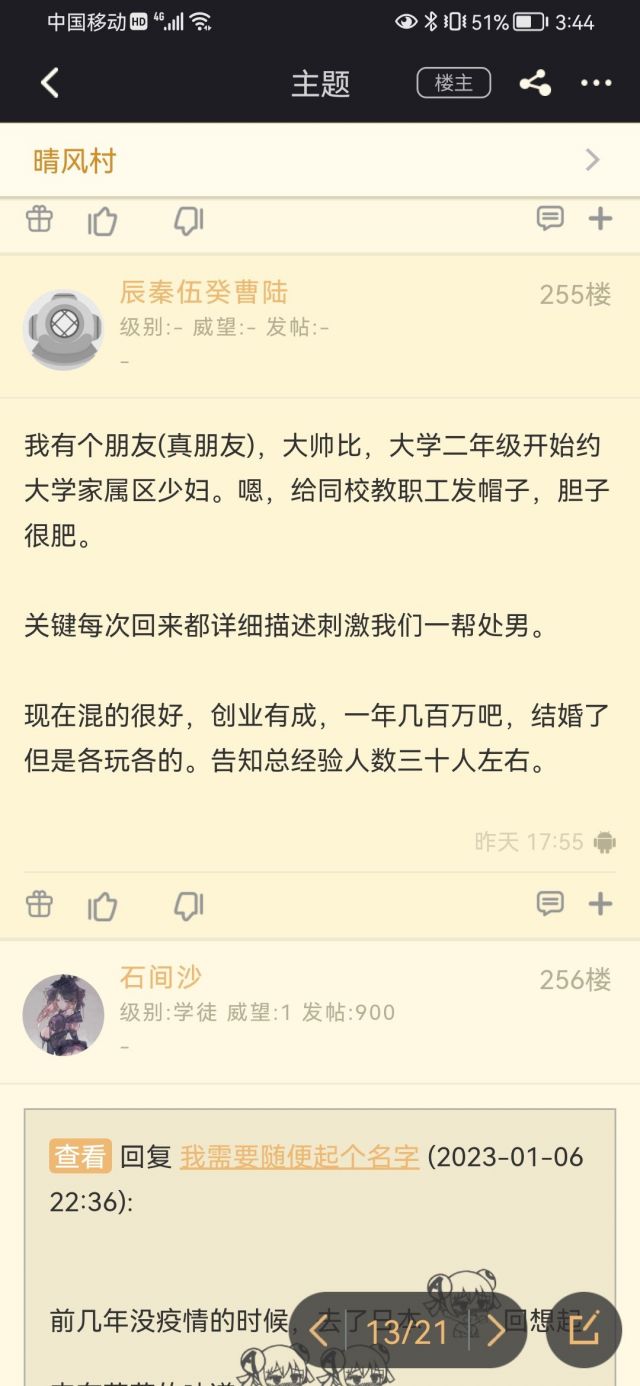 中国移动 HD 4G 51% 3:44
主题 楼主
晴风村
辰秦伍癸曹陆 255楼
级别:- 威望:- 发帖:-
-
我有个朋友(真朋友)，大帅比，大学二年级开始约
大学家属区少妇。嗯，给同校教职工发帽子，胆子
很肥。
关键每次回来都详细描述刺激我们一帮处男。
现在混的很好，创业有成，一年几百万吧，结婚了
但是各玩各的。告知总经验人数三十人左右。
昨天 17:55
石间沙 256楼
级别:学徒 威望:1 发帖:900
-
查看 回复 我需要随便起个名字 (2023-01-06
22:36):
前几年没疫情的时候，去了日本 回想起
13/21